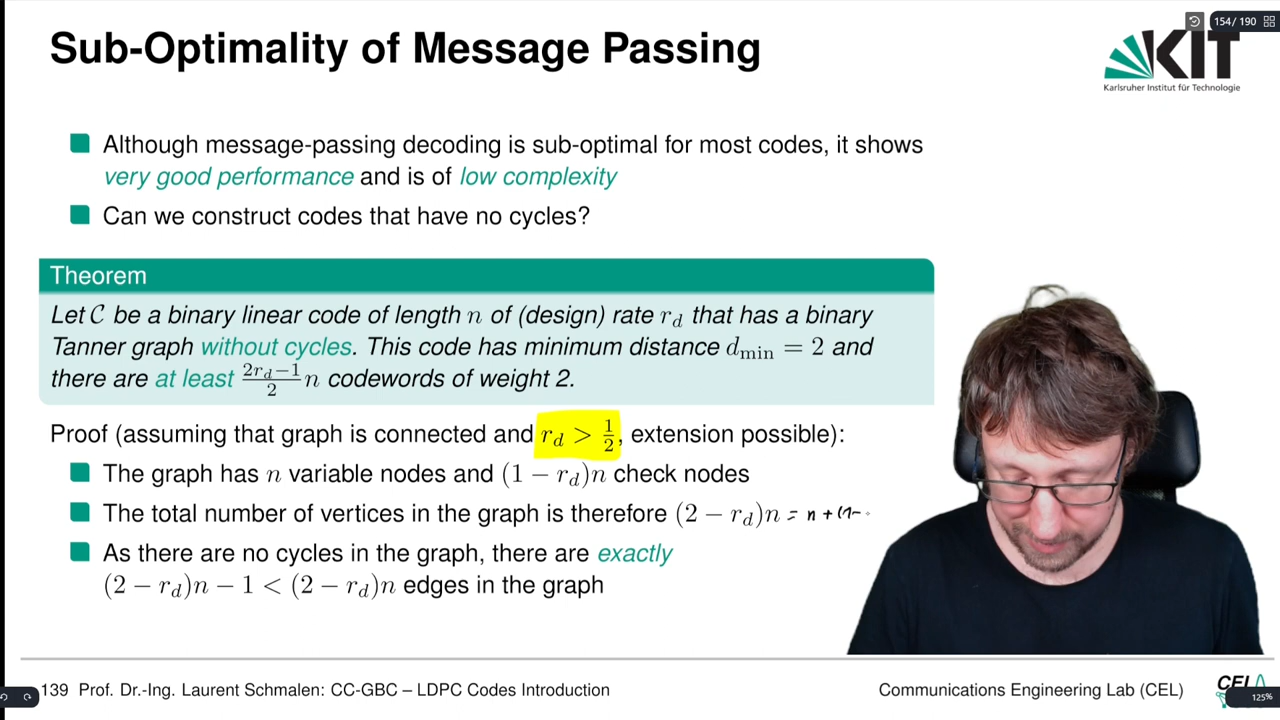 154/ 190
Sub-Optimality of Message Passing
KIT
Karlsruher Institut für Technologie
■ Although message-passing decoding is sub-optimal for most codes, it shows
very good performance and is of low complexity
■ Can we construct codes that have no cycles?
Theorem
Let C be a binary linear code of length n of (design) rate r_d that has a binary
Tanner graph without cycles. This code has minimum distance d_min = 2 and
there are at least (2r_d−1)/2 n codewords of weight 2.
Proof (assuming that graph is connected and r_d > 1/2, extension possible):
■ The graph has n variable nodes and (1 − r_d)n check nodes
■ The total number of vertices in the graph is therefore (2 − r_d)n = n + (1−
■ As there are no cycles in the graph, there are exactly
(2 − r_d)n − 1 < (2 − r_d)n edges in the graph
139 Prof. Dr.-Ing. Laurent Schmalen: CC-GBC – LDPC Codes Introduction
Communications Engineering Lab (CEL)
CEL
125%